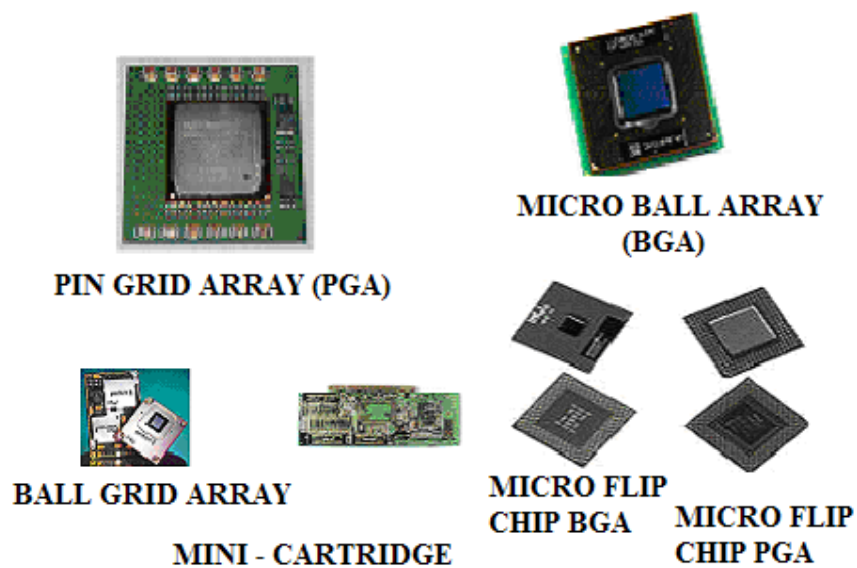 MICRO BALL ARRAY
(BGA)
PIN GRID ARRAY (PGA)
BALL GRID ARRAY
MINI - CARTRIDGE
MICRO FLIP
CHIP BGA
MICRO FLIP
CHIP PGA